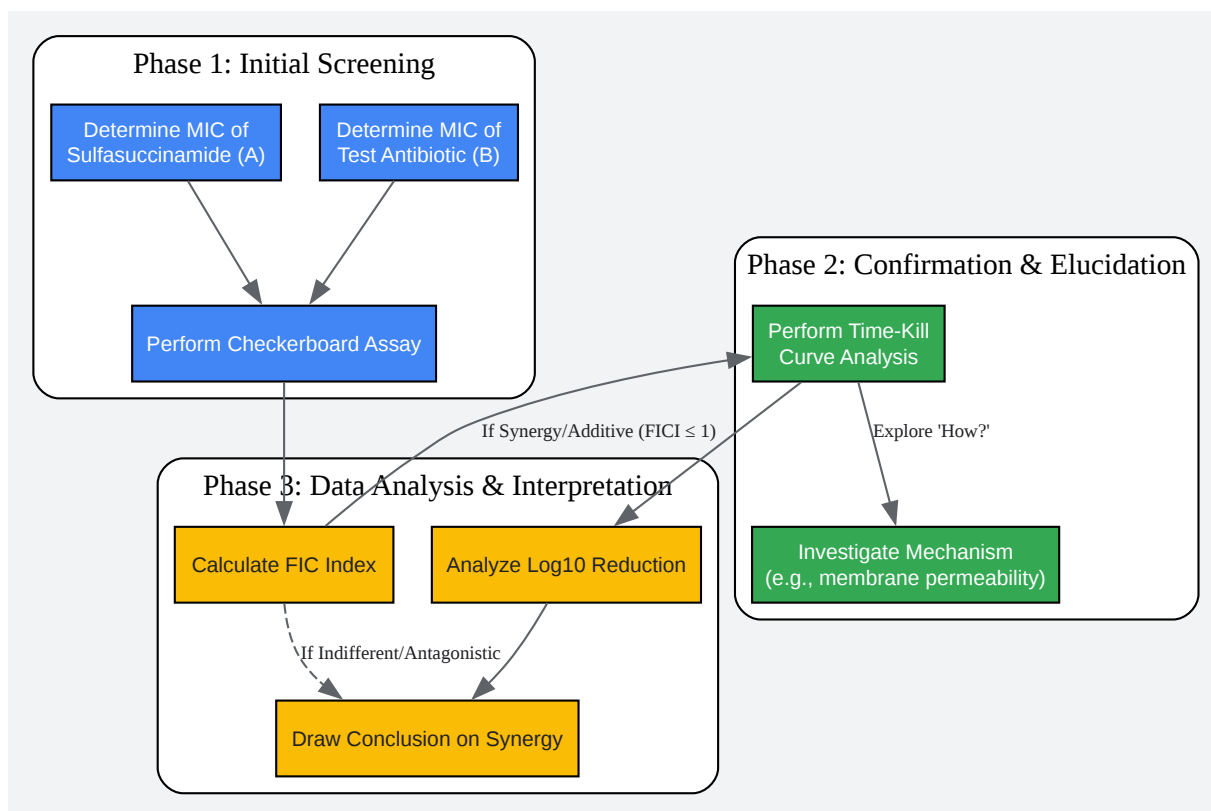 Phase 1: Initial Screening
Determine MIC of
Sulfasuccinamide (A)
Determine MIC of
Test Antibiotic (B)
Perform Checkerboard Assay
Phase 2: Confirmation & Elucidation
Perform Time-Kill
Curve Analysis
If Synergy/Additive (FICI ≤ 1)
Explore 'How?'
Investigate Mechanism
(e.g., membrane permeability)
Phase 3: Data Analysis & Interpretation
Calculate FIC Index
Analyze Log10 Reduction
If Indifferent/Antagonistic
Draw Conclusion on Synergy